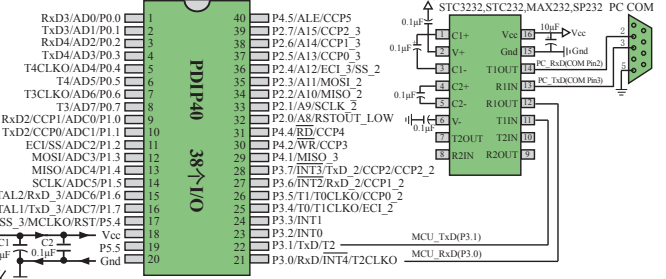 STC3232,STC232,MAX232,SP232 PC COM
RxD3/AD0/P0.0 1
TxD3/AD1/P0.1 2
RxD4/AD2/P0.2 3
TxD4/AD3/P0.3 4
T4CLKO/AD4/P0.4 5
T4/AD5/P0.5 6
T3CLKO/AD6/P0.6 7
T3/AD7/P0.7 8
RxD2/CCP1/ADC0/P1.0 9
TxD2/CCP0/ADC1/P1.1 10
ECI/SS/ADC2/P1.2 11
MOSI/ADC3/P1.3 12
MISO/ADC4/P1.4 13
SCLK/ADC5/P1.5 14
TAL2/RxD_3/ADC6/P1.6 15
TAL1/TxD_3/ADC7/P1.7 16
SS_3/MCLKO/RST/P5.4 17
Vcc 18
P5.5 19
Gnd 20
C1
μF
C2
0.1μF
PDIP40
38个I/O
40 P4.5/ALE/CCP5
39 P2.7/A15/CCP2_3
38 P2.6/A14/CCP1_3
37 P2.5/A13/CCP0_3
36 P2.4/A12/ECI_3/SS_2
35 P2.3/A11/MOSI_2
34 P2.2/A10/MISO_2
33 P2.1/A9/SCLK_2
32 P2.0/A8/RSTOUT_LOW
31 P4.4/RD/CCP4
30 P4.2/WR/CCP3
29 P4.1/MISO_3
28 P3.7/INT3/TxD_2/CCP2/CCP2_2
27 P3.6/INT2/RxD_2/CCP1_2
26 P3.5/T1/T0CLKO/CCP0_2
25 P3.4/T0/T1CLKO/ECI_2
24 P3.3/INT1
23 P3.2/INT0
22 P3.1/TxD/T2
21 P3.0/RxD/INT4/T2CLKO
MCU_TxD(P3.1)
MCU_RxD(P3.0)
0.1μF
0.1μF
0.1μF
0.1μF
1 C1+
2 V+
3 C1-
4 C2+
5 C2-
6 V-
7 T2OUT
8 R2IN
Vcc 16
Gnd 15
T1OUT 14
R1IN 13
R1OUT 12
T1IN 11
T2IN 10
R2OUT 9
10μF
Vcc
Gnd
PC_RxD(COM Pin2)
PC_TxD(COM Pin3)
2
3
5